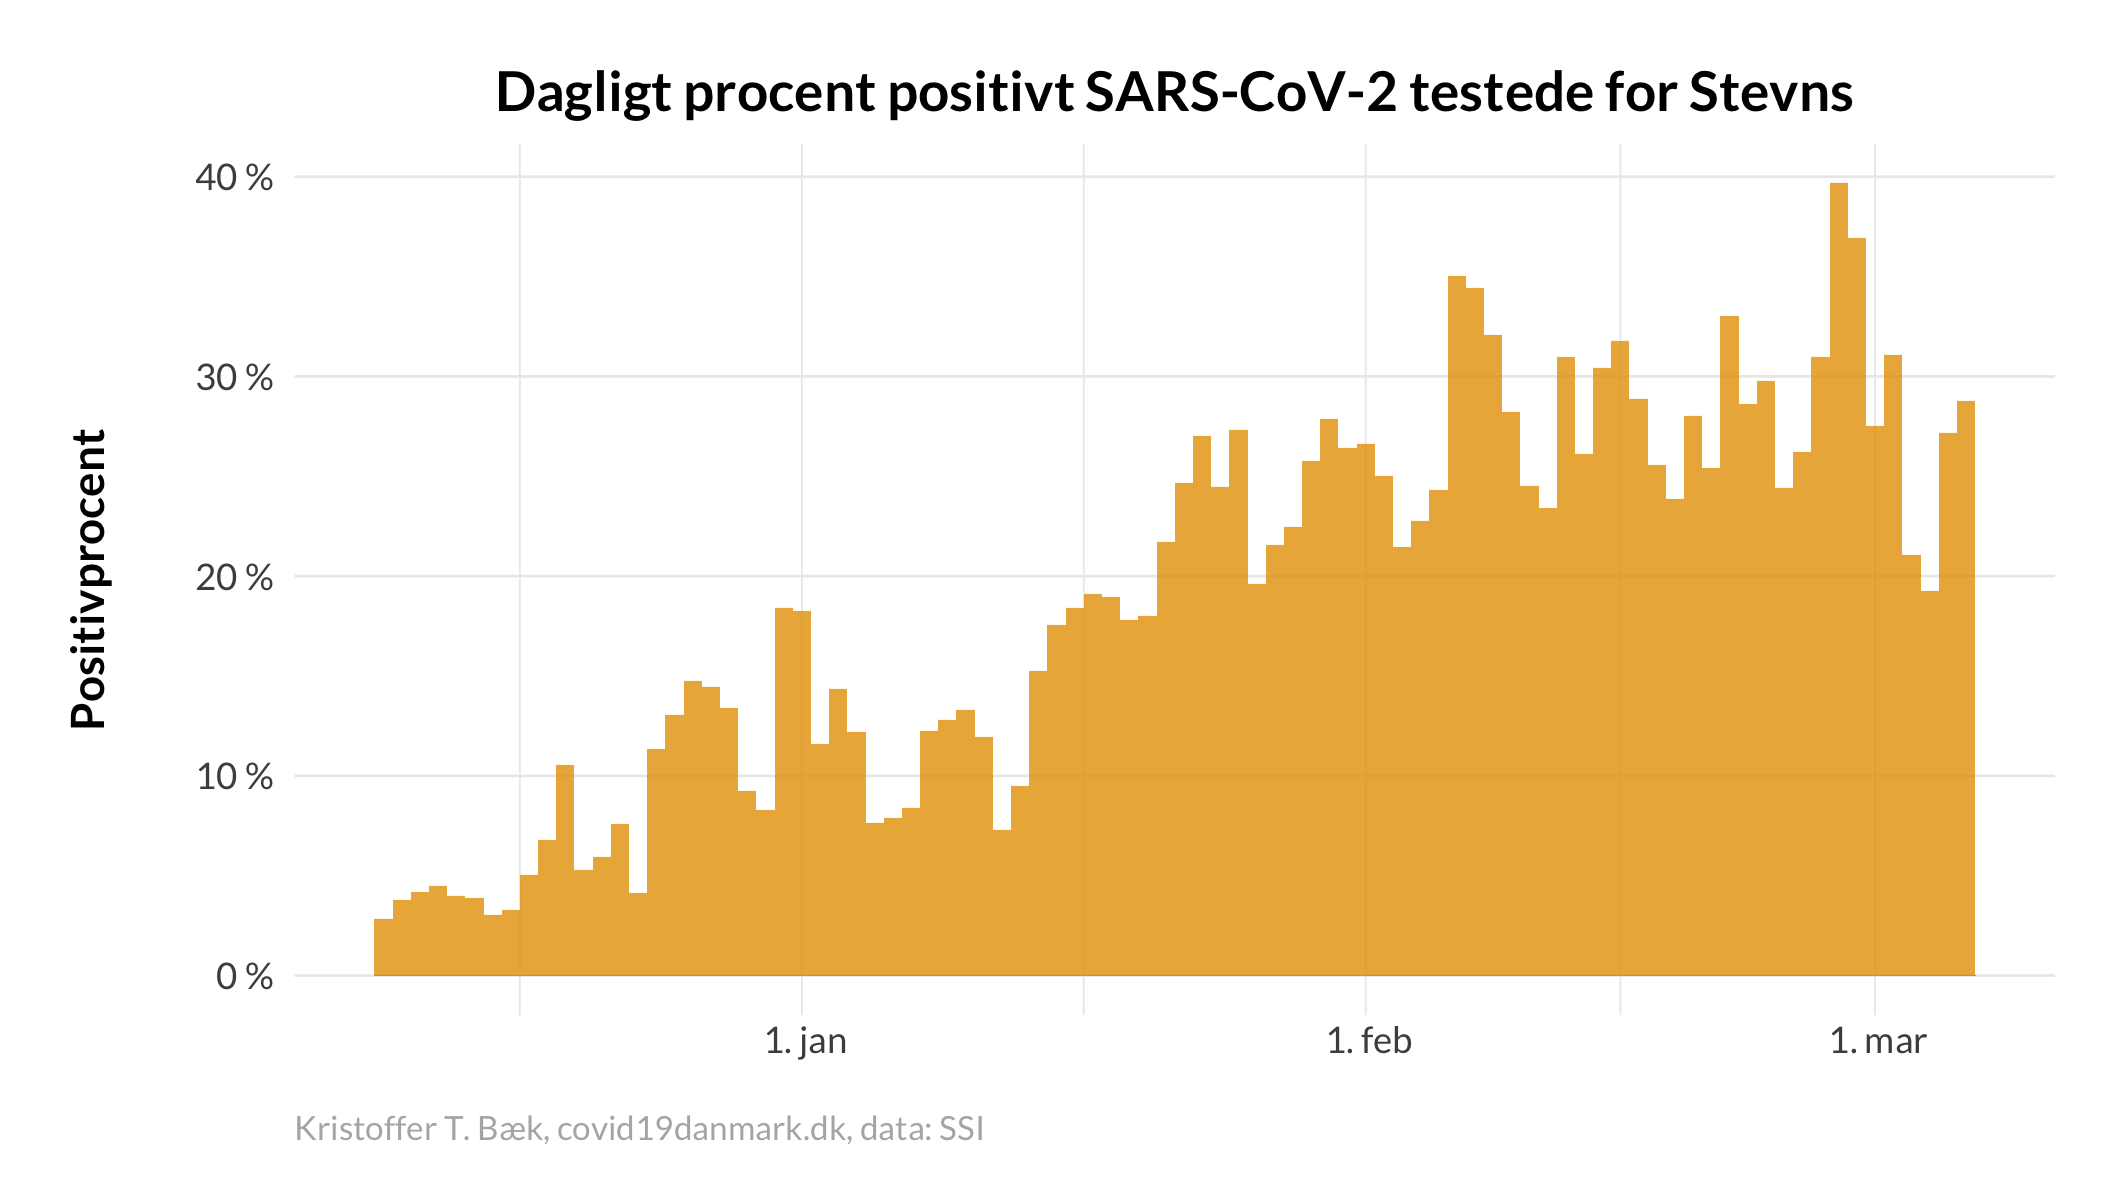 Dagligt procent positivt SARS-CoV-2 testede for Stevns
Positivprocent
40 %
30 %
20 %
10 %
0 %
1. jan
1. feb
1. mar
Kristoffer T. Bæk, covid19danmark.dk, data: SSI